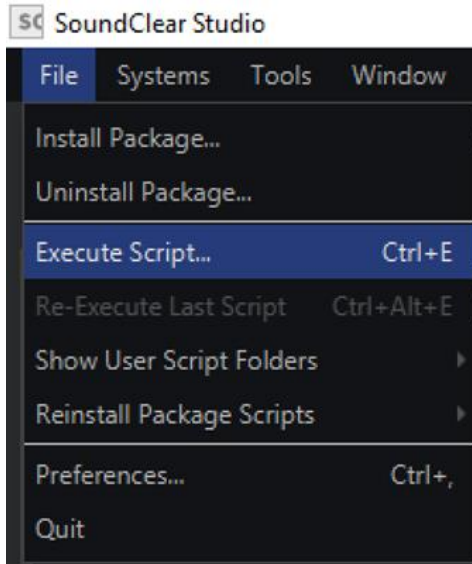 SC SoundClear Studio
File Systems Tools Window
Install Package...
Uninstall Package...
Execute Script... Ctrl+E
Re-Execute Last Script Ctrl+Alt+E
Show User Script Folders
Reinstall Package Scripts
Preferences... Ctrl+,
Quit